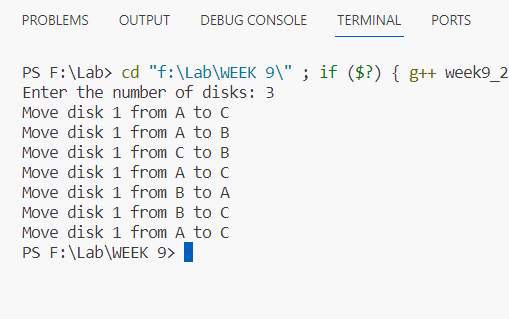 PROBLEMS OUTPUT DEBUG CONSOLE TERMINAL PORTS
PS F:\Lab> cd "f:\Lab\WEEK 9\" ; if ($?) { g++ week9_2
Enter the number of disks: 3
Move disk 1 from A to C
Move disk 1 from A to B
Move disk 1 from C to B
Move disk 1 from A to C
Move disk 1 from B to A
Move disk 1 from B to C
Move disk 1 from A to C
PS F:\Lab\WEEK 9>